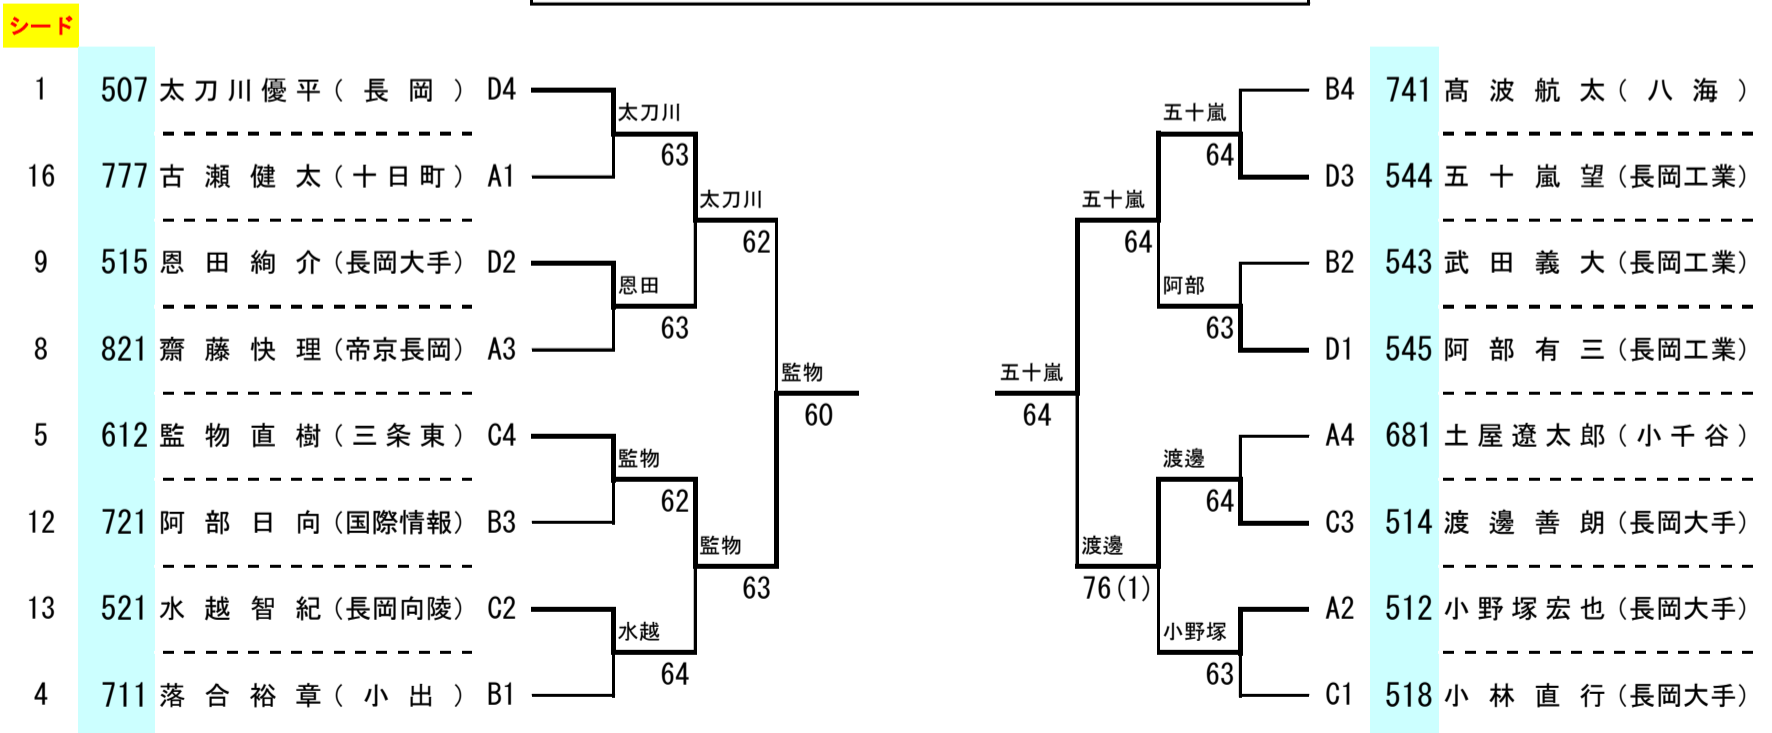 シード
1 507 太刀川優平(長岡) D4 B4 741 髙波航太(八海)
太刀川 五十嵐
63 64
16 777 古瀬健太(十日町) A1 D3 544 五十嵐望(長岡工業)
太刀川 五十嵐
62 64
9 515 恩田絢介(長岡大手) D2 B2 543 武田義大(長岡工業)
恩田 阿部
63 63
8 821 齋藤快理(帝京長岡) A3 D1 545 阿部有三(長岡工業)
監物 五十嵐
60 64
5 612 監物直樹(三条東) C4 A4 681 土屋遼太郎(小千谷)
監物 渡邊
62 64
12 721 阿部日向(国際情報) B3 C3 514 渡邊善朗(長岡大手)
監物 渡邊
63 76(1)
13 521 水越智紀(長岡向陵) C2 A2 512 小野塚宏也(長岡大手)
水越 小野塚
64 63
4 711 落合裕章(小出) B1 C1 518 小林直行(長岡大手)